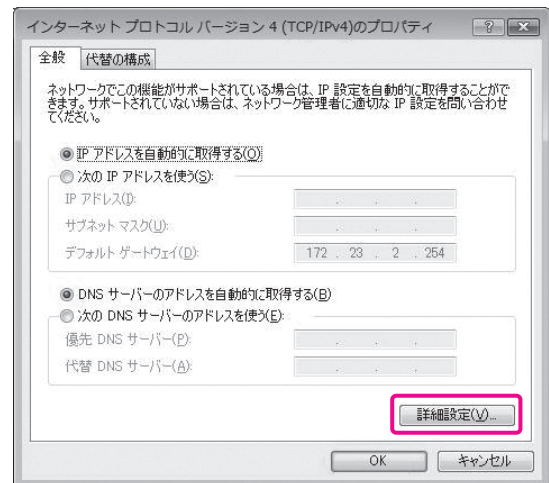 インターネット プロトコル バージョン 4 (TCP/IPv4)のプロパティ
全般
代替の構成
ネットワークでこの機能がサポートされている場合は、IP 設定を自動的に取得することがで
きます。サポートされていない場合は、ネットワーク管理者に適切な IP 設定を問い合わせ
てください。
IP アドレスを自動的に取得する(O)
次の IP アドレスを使う(S):
IP アドレス(I):
サブネット マスク(U):
デフォルト ゲートウェイ(D): 172 . 23 . 2 . 254
DNS サーバーのアドレスを自動的に取得する(B)
次の DNS サーバーのアドレスを使う(E):
優先 DNS サーバー(P):
代替 DNS サーバー(A):
詳細設定(V)...
OK キャンセル